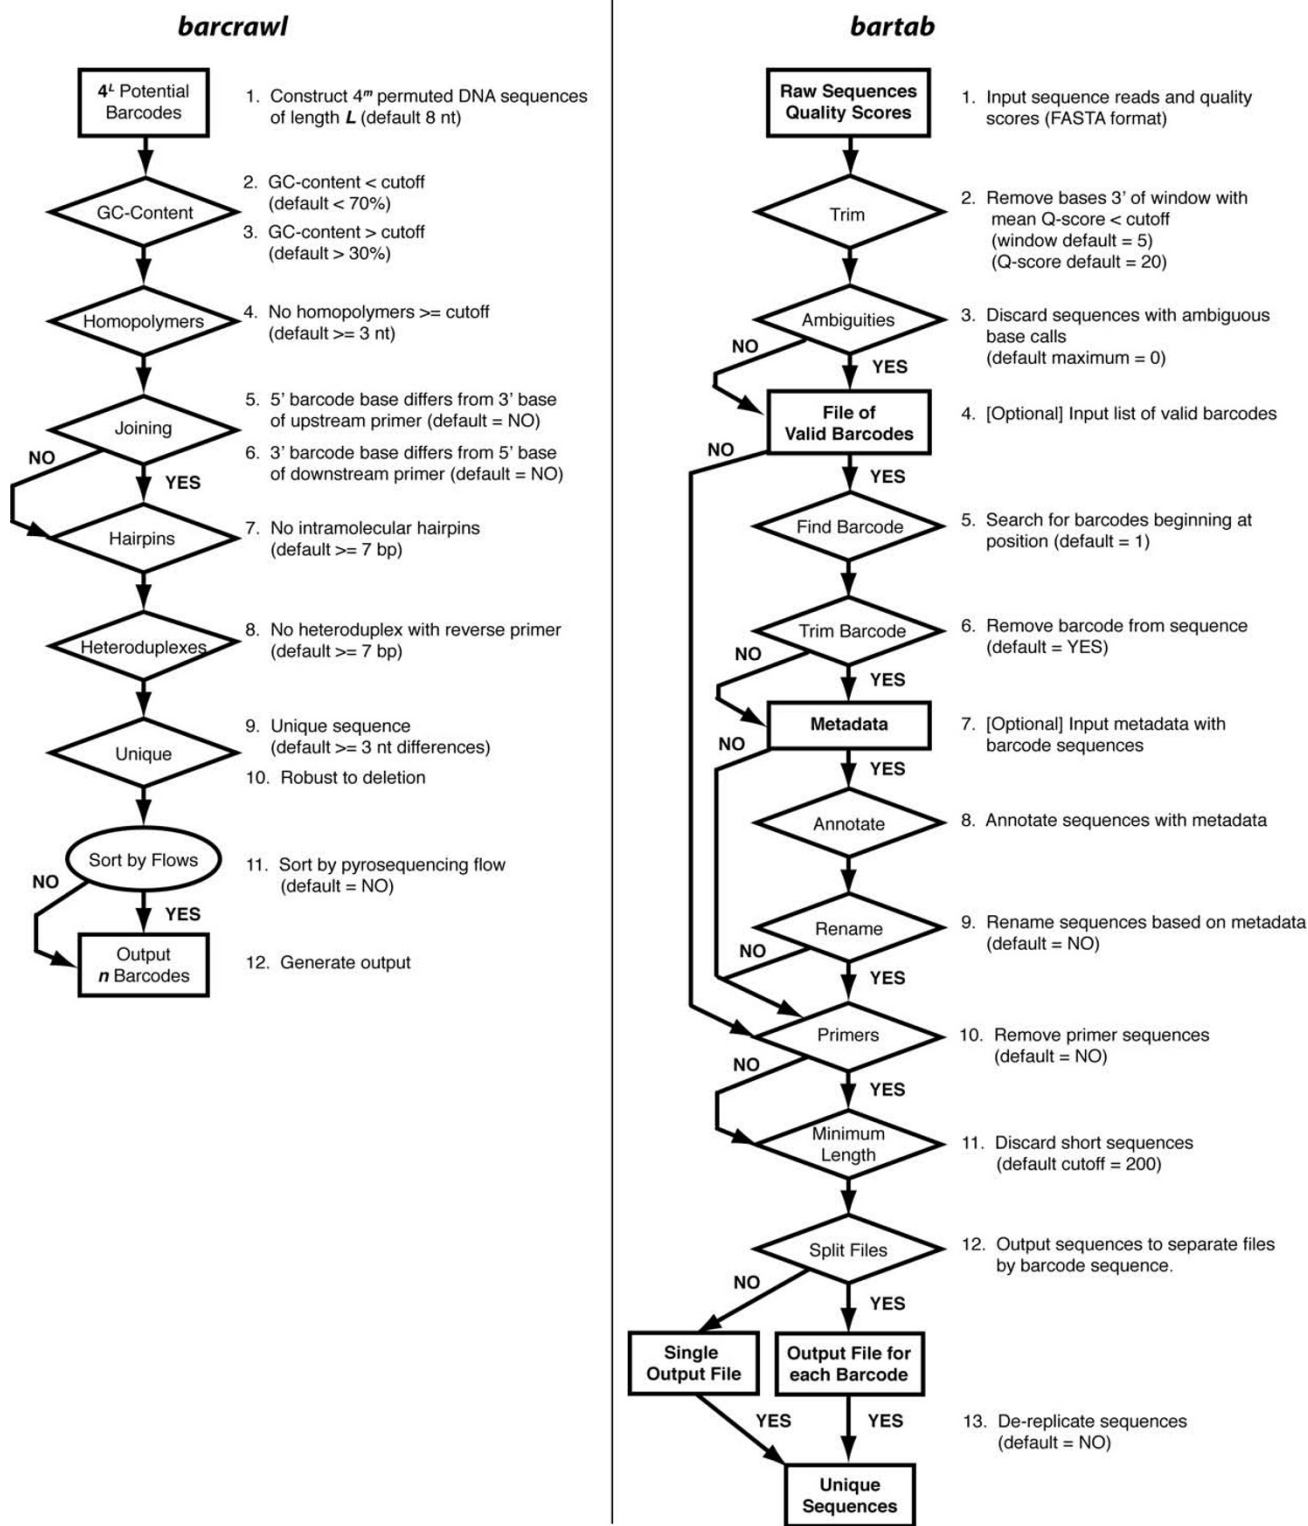 barcrawl
4^L Potential
Barcodes
1. Construct 4^m permuted DNA sequences
of length L (default 8 nt)
GC-Content
2. GC-content < cutoff
(default < 70%)
3. GC-content > cutoff
(default > 30%)
Homopolymers
4. No homopolymers >= cutoff
(default >= 3 nt)
Joining
5. 5' barcode base differs from 3' base
of upstream primer (default = NO)
6. 3' barcode base differs from 5' base
of downstream primer (default = NO)
NO
YES
Hairpins
7. No intramolecular hairpins
(default >= 7 bp)
Heteroduplexes
8. No heteroduplex with reverse primer
(default >= 7 bp)
Unique
9. Unique sequence
(default >= 3 nt differences)
10. Robust to deletion
Sort by Flows
11. Sort by pyrosequencing flow
(default = NO)
NO
YES
Output
n Barcodes
12. Generate output
bartab
Raw Sequences
Quality Scores
1. Input sequence reads and quality
scores (FASTA format)
Trim
2. Remove bases 3' of window with
mean Q-score < cutoff
(window default = 5)
(Q-score default = 20)
Ambiguities
3. Discard sequences with ambiguous
base calls
(default maximum = 0)
NO
YES
File of
Valid Barcodes
4. [Optional] Input list of valid barcodes
NO
YES
Find Barcode
5. Search for barcodes beginning at
position (default = 1)
Trim Barcode
6. Remove barcode from sequence
(default = YES)
NO
YES
Metadata
7. [Optional] Input metadata with
barcode sequences
NO
YES
Annotate
8. Annotate sequences with metadata
Rename
9. Rename sequences based on metadata
(default = NO)
NO
YES
Primers
10. Remove primer sequences
(default = NO)
NO
YES
Minimum
Length
11. Discard short sequences
(default cutoff = 200)
Split Files
12. Output sequences to separate files
by barcode sequence.
NO
YES
Single
Output File
Output File for
each Barcode
YES
YES
13. De-replicate sequences
(default = NO)
Unique
Sequences